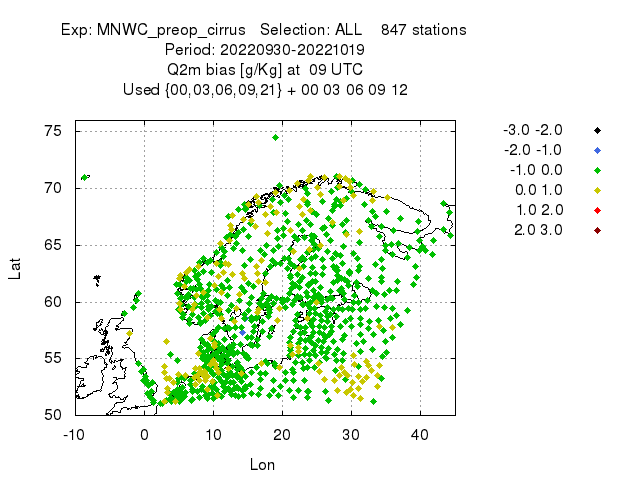 Exp: MNWC_preop_cirrus   Selection: ALL    847 stations
Period: 20220930-20221019
Q2m bias [g/Kg] at  09 UTC
Used {00,03,06,09,21} + 00 03 06 09 12
-3.0 -2.0
-2.0 -1.0
-1.0 0.0
0.0 1.0
1.0 2.0
2.0 3.0
75
70
65
60
55
50
Lat
-10 0 10 20 30 40
Lon